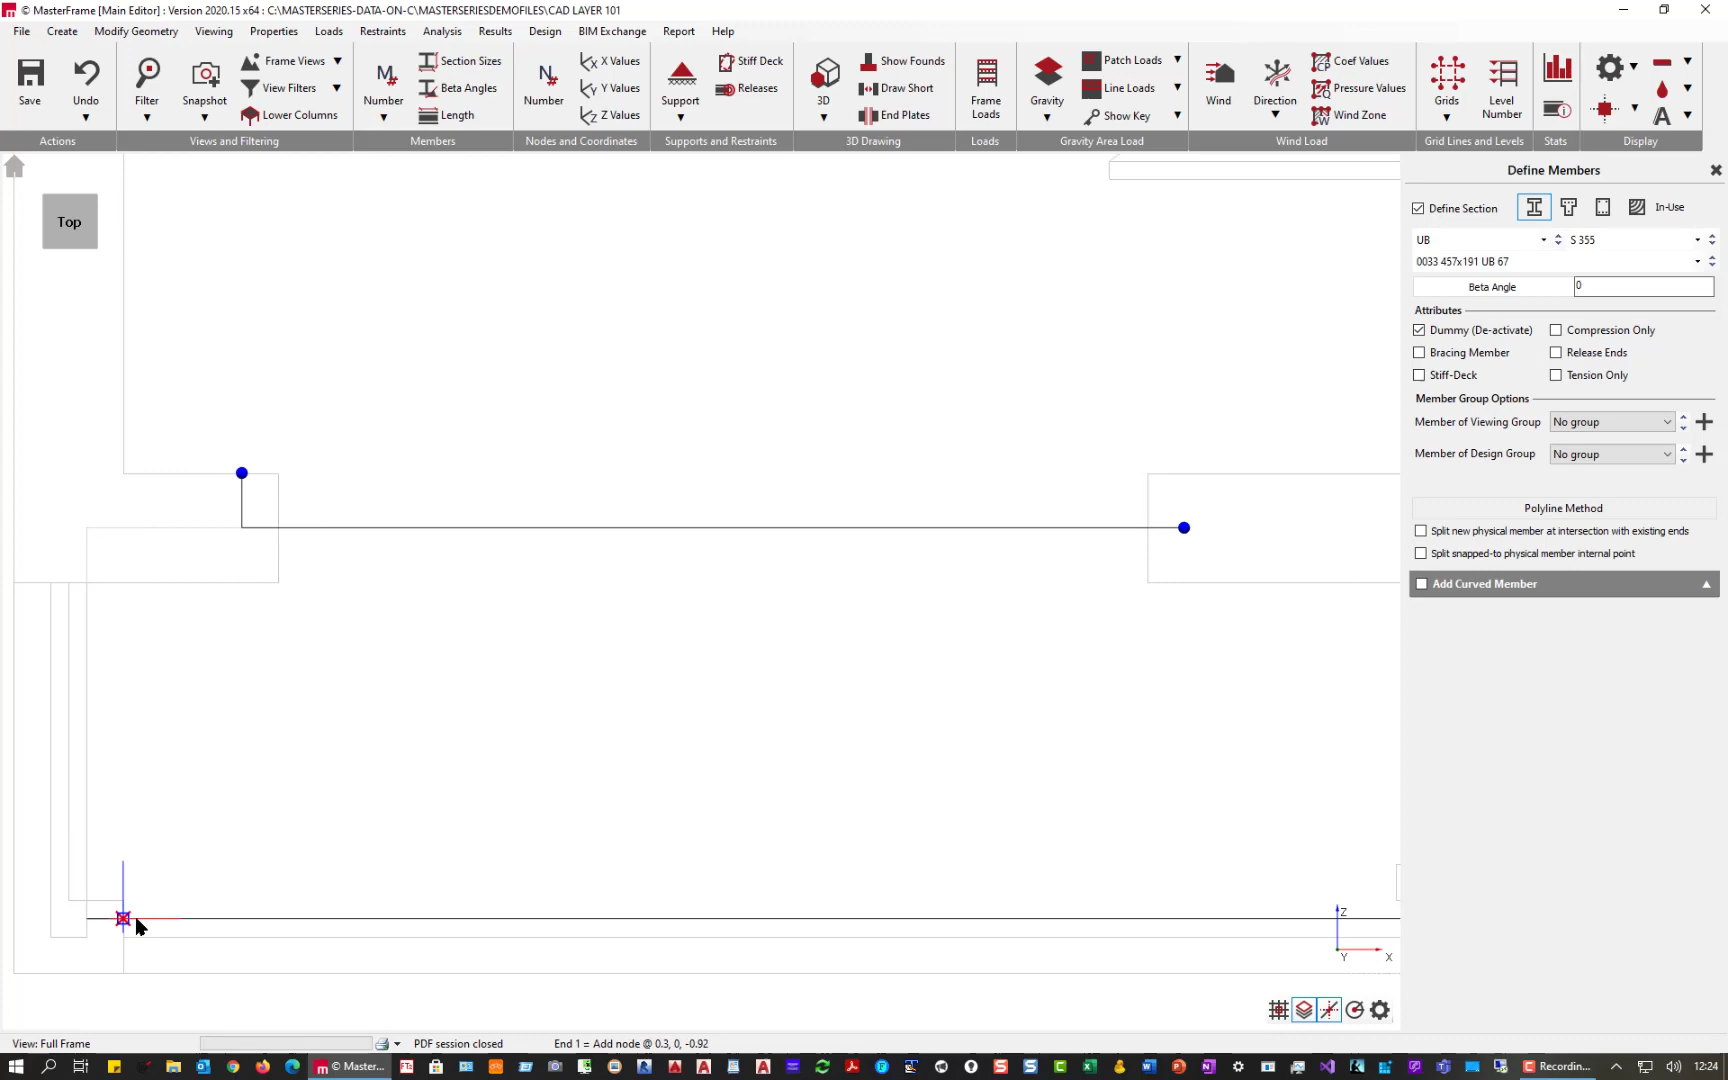 © MasterFrame [Main Editor] : Version 2020.15 x64 : C:\MASTERSERIES-DATA-ON-C\MASTERSERIESDEMOFILES\CAD LAYER 101
File Create Modify Geometry Viewing Properties Loads Restraints Analysis Results Design BIM Exchange Report Help
Save Undo Filter Snapshot Frame Views View Filters Lower Columns
Number Section Sizes Beta Angles Length
Number X Values Y Values Z Values
Support Stiff Deck Releases
3D Show Founds Draw Short End Plates
Frame Loads
Gravity Patch Loads Line Loads Show Key
Wind Direction Coef Values Pressure Values Wind Zone
Grids Level Number
Actions Views and Filtering Members Nodes and Coordinates Supports and Restraints 3D Drawing Loads Gravity Area Load Wind Load Grid Lines and Levels Stats Display
Top
Define Members
Define Section In-Use
UB S 355
0033 457x191 UB 67
Beta Angle 0
Attributes
Dummy (De-activate) Compression Only
Bracing Member Release Ends
Stiff-Deck Tension Only
Member Group Options
Member of Viewing Group No group
Member of Design Group No group
Polyline Method
Split new physical member at intersection with existing ends
Split snapped-to physical member internal point
Add Curved Member
Z
Y X
View: Full Frame PDF session closed End 1 = Add node @ 0.3, 0, -0.92
© Master... Recordin... 12:24